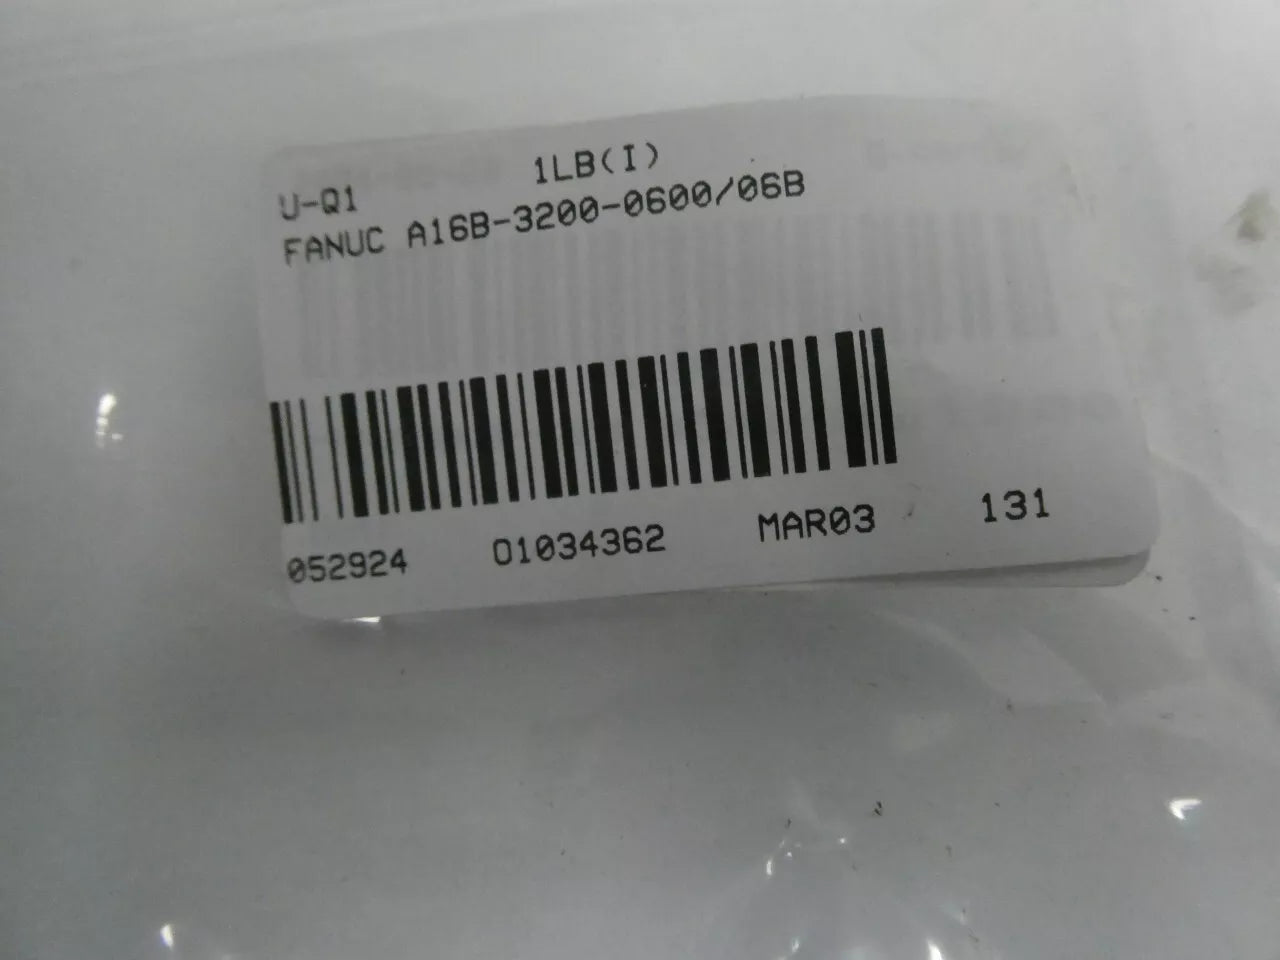 U-Q1 1LB(I)
FANUC A16B-3200-0600/06B
052924 01034362 MAR03 131